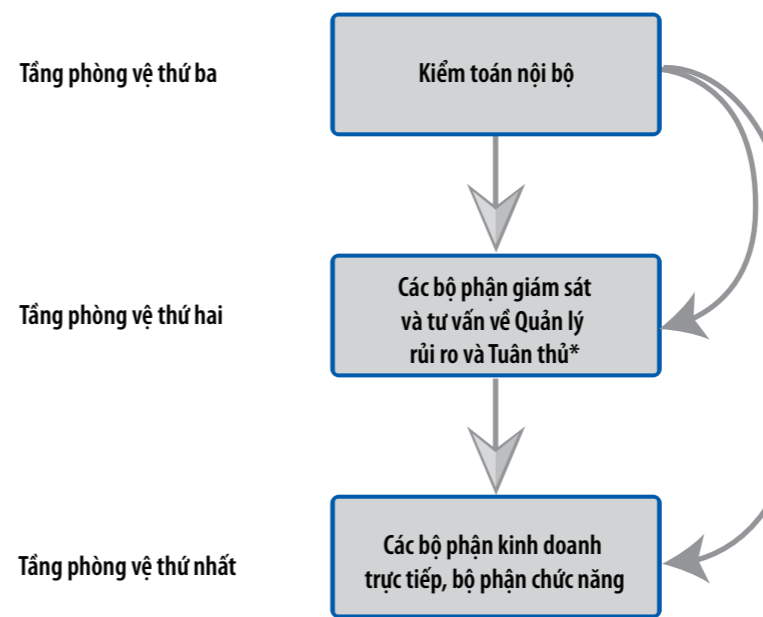 Tầng phòng vệ thứ ba
Kiểm toán nội bộ
Tầng phòng vệ thứ hai
Các bộ phận giám sát
và tư vấn về Quản lý
rủi ro và Tuân thủ*
Tầng phòng vệ thứ nhất
Các bộ phận kinh doanh
trực tiếp, bộ phận chức năng